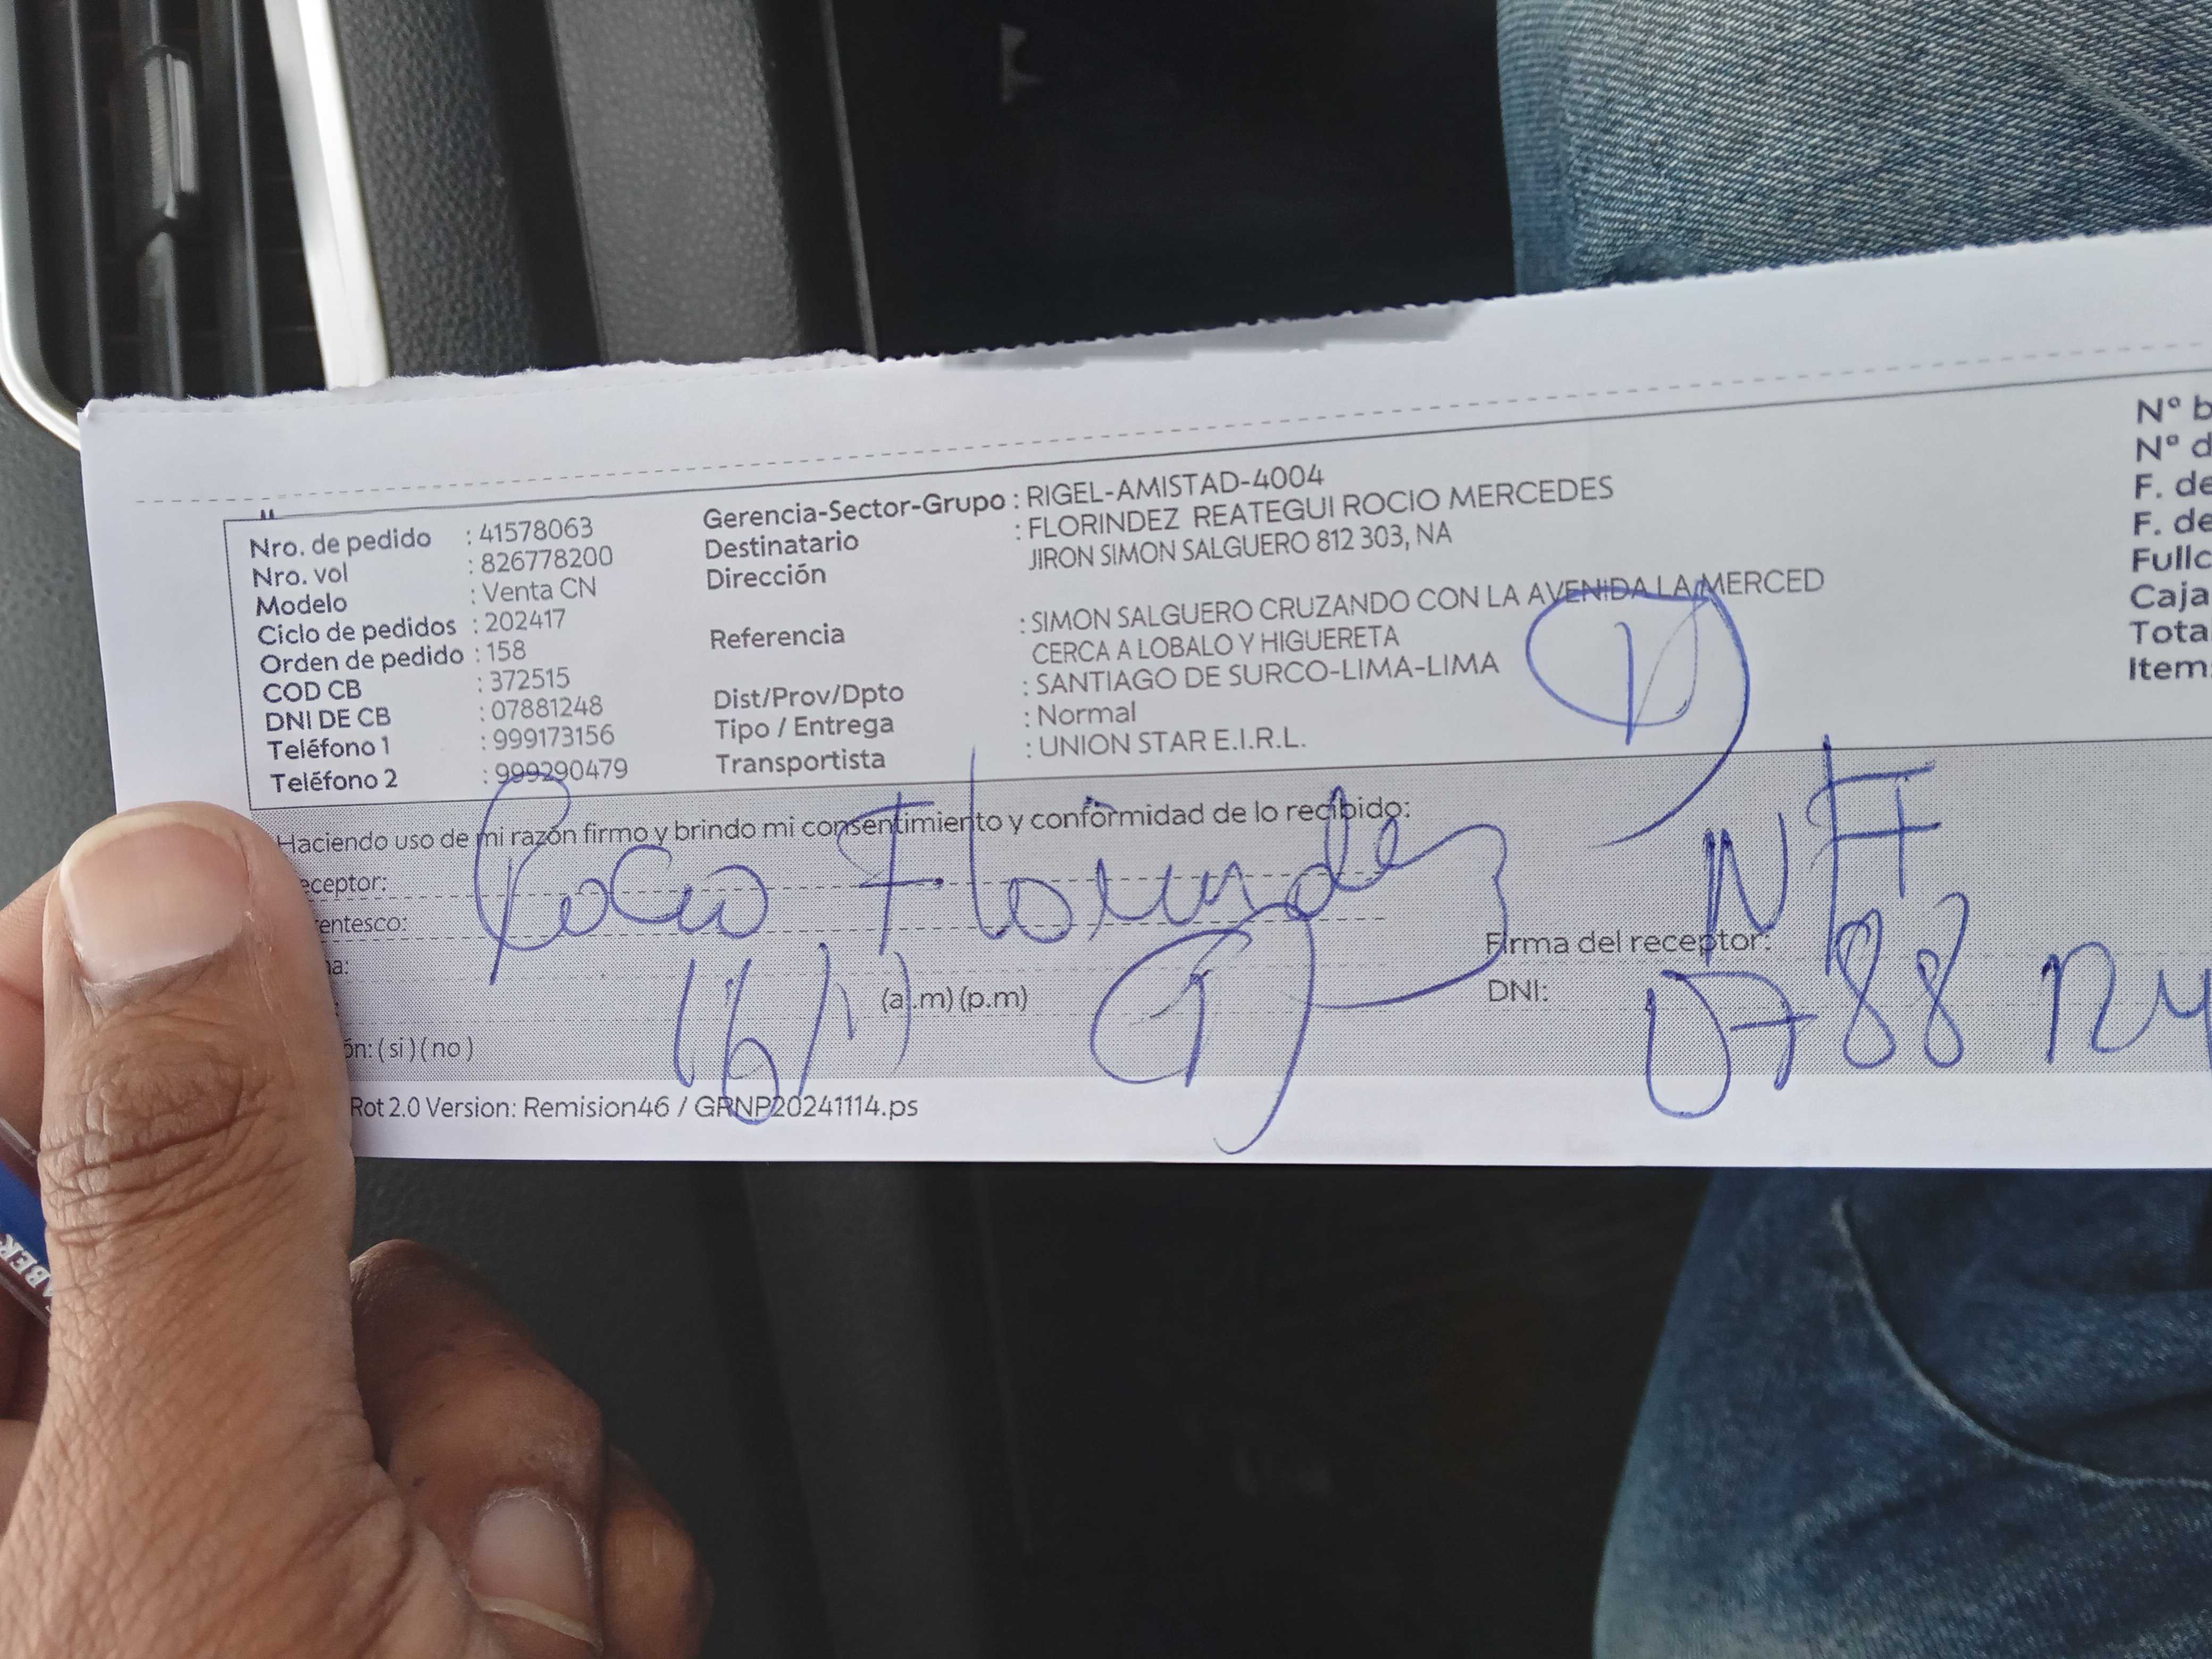 Nro. de pedido : 41578063
Nro. vol : 826778200
Modelo : Venta CN
Ciclo de pedidos : 202417
Orden de pedido : 158
COD CB : 372515
DNI DE CB : 07881248
Teléfono 1 : 999173156
Teléfono 2 : 999290479
Gerencia-Sector-Grupo : RIGEL-AMISTAD-4004
Destinatario : FLORINDEZ REATEGUI ROCIO MERCEDES
Dirección JIRON SIMON SALGUERO 812 303, NA
Referencia : SIMON SALGUERO CRUZANDO CON LA AVENIDA LA MERCED
CERCA A LOBALO Y HIGUERETA
Dist/Prov/Dpto : SANTIAGO DE SURCO-LIMA-LIMA
Tipo / Entrega : Normal
Transportista : UNION STAR E.I.R.L.
Nº b
Nº d
F. de
F. de
Fullc
Caja
Tota
Item
Haciendo uso de mi razón firmo y brindo mi consentimiento y conformidad de lo recibido:
eceptor: Rocio Florindez
entesco:
a:
16/11
(a.m) (p.m)
Firma del receptor:
DNI: 0788124
ón: ( si ) ( no )
Rot 2.0 Version: Remision46 / GRNP20241114.ps